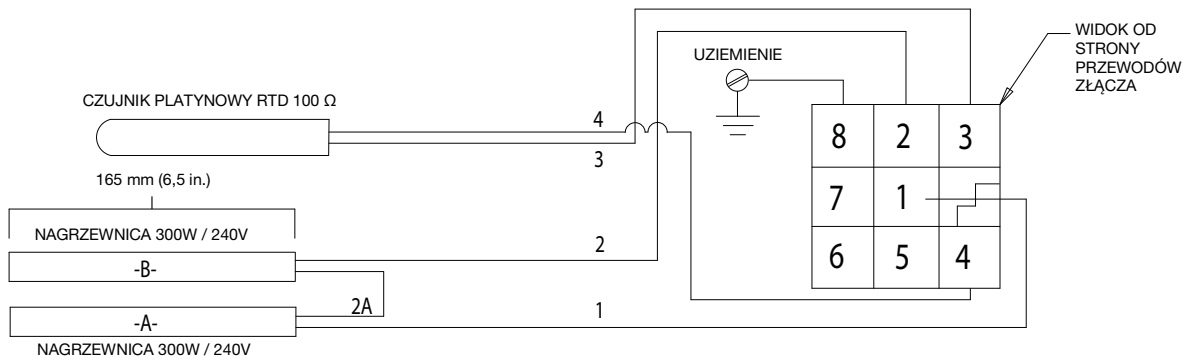 WIDOK OD
STRONY
PRZEWODÓW
ZŁĄCZA
UZIEMIENIE
CZUJNIK PLATYNOWY RTD 100 Ω
4
3
8 2 3
7 1
6 5 4
165 mm (6,5 in.)
NAGRZEWNICA 300W / 240V
-B-
2
2A
-A-
1
NAGRZEWNICA 300W / 240V